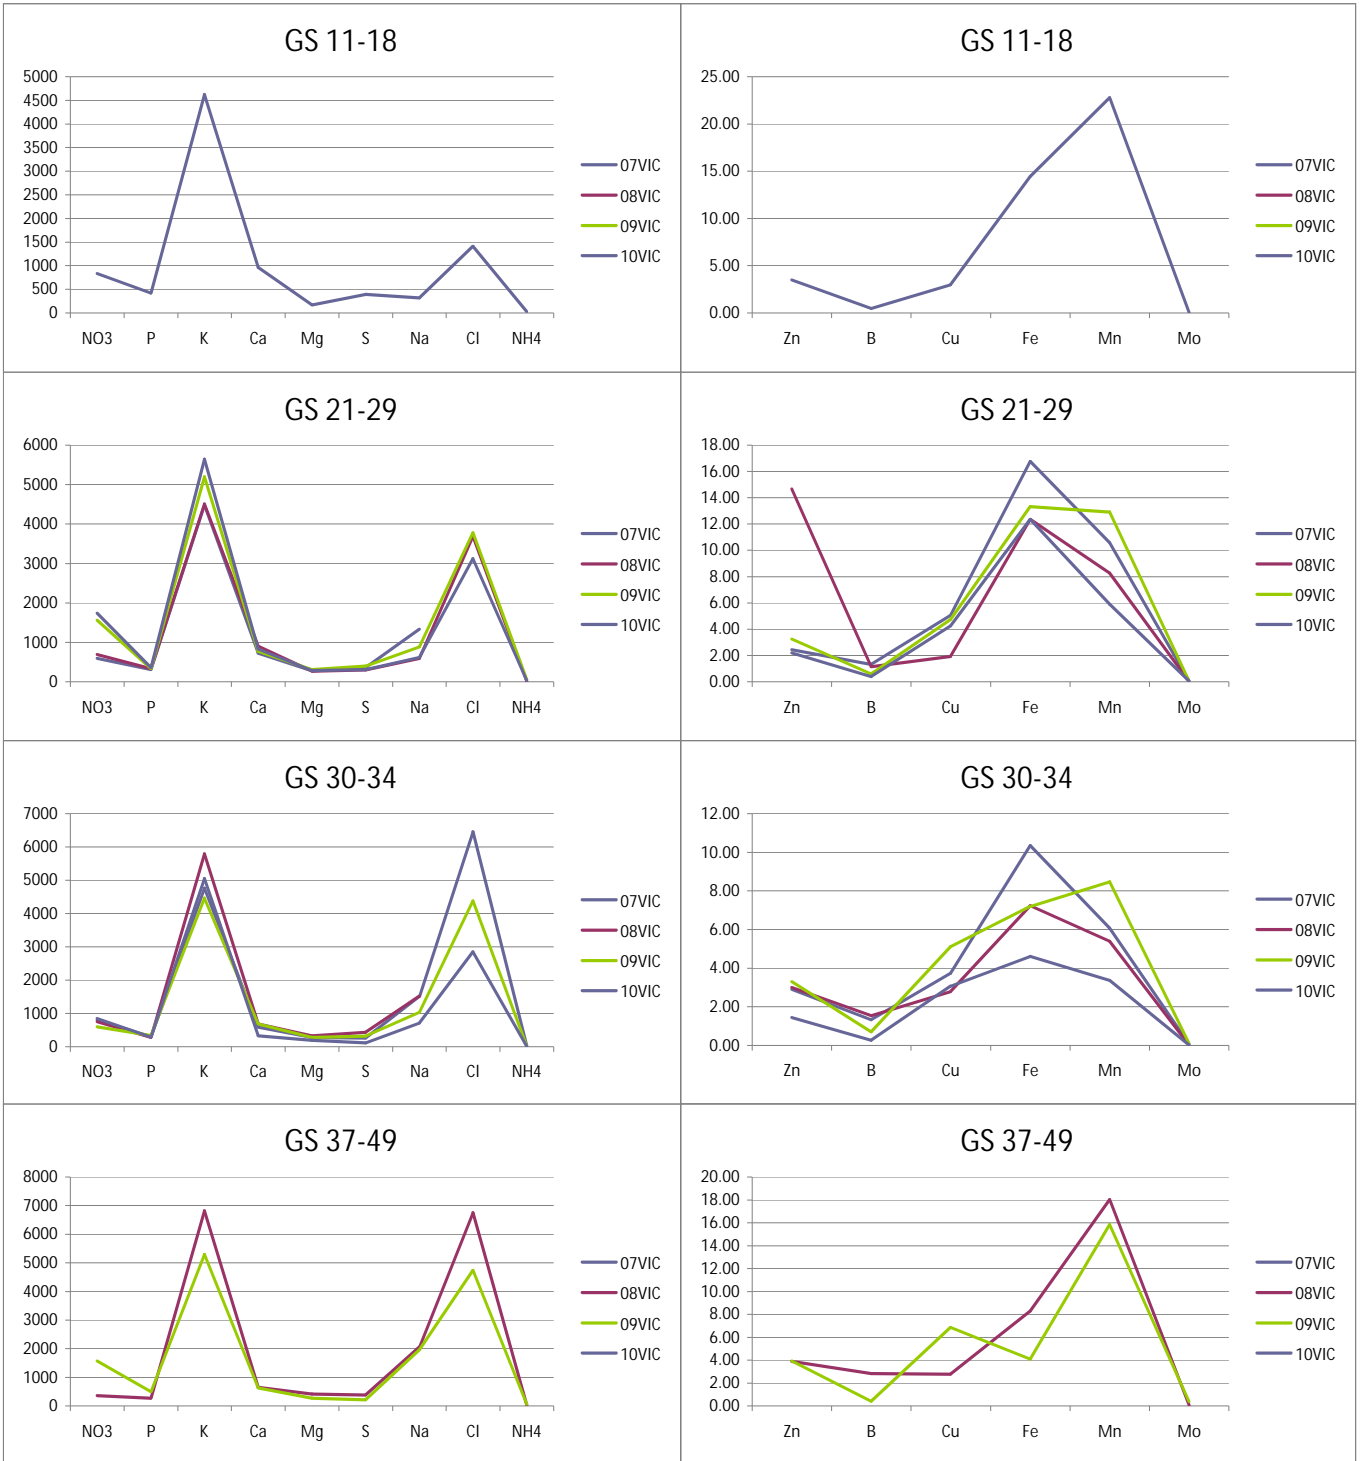 GS 11-18
5000
4500
4000
3500
3000
2500
2000
1500
1000
500
0
NO3 P K Ca Mg S Na Cl NH4
07VIC
08VIC
09VIC
10VIC
GS 11-18
25.00
20.00
15.00
10.00
5.00
0.00
Zn B Cu Fe Mn Mo
07VIC
08VIC
09VIC
10VIC
GS 21-29
6000
5000
4000
3000
2000
1000
0
NO3 P K Ca Mg S Na Cl NH4
07VIC
08VIC
09VIC
10VIC
GS 21-29
18.00
16.00
14.00
12.00
10.00
8.00
6.00
4.00
2.00
0.00
Zn B Cu Fe Mn Mo
07VIC
08VIC
09VIC
10VIC
GS 30-34
7000
6000
5000
4000
3000
2000
1000
0
NO3 P K Ca Mg S Na Cl NH4
07VIC
08VIC
09VIC
10VIC
GS 30-34
12.00
10.00
8.00
6.00
4.00
2.00
0.00
Zn B Cu Fe Mn Mo
07VIC
08VIC
09VIC
10VIC
GS 37-49
8000
7000
6000
5000
4000
3000
2000
1000
0
NO3 P K Ca Mg S Na Cl NH4
07VIC
08VIC
09VIC
10VIC
GS 37-49
20.00
18.00
16.00
14.00
12.00
10.00
8.00
6.00
4.00
2.00
0.00
Zn B Cu Fe Mn Mo
07VIC
08VIC
09VIC
10VIC